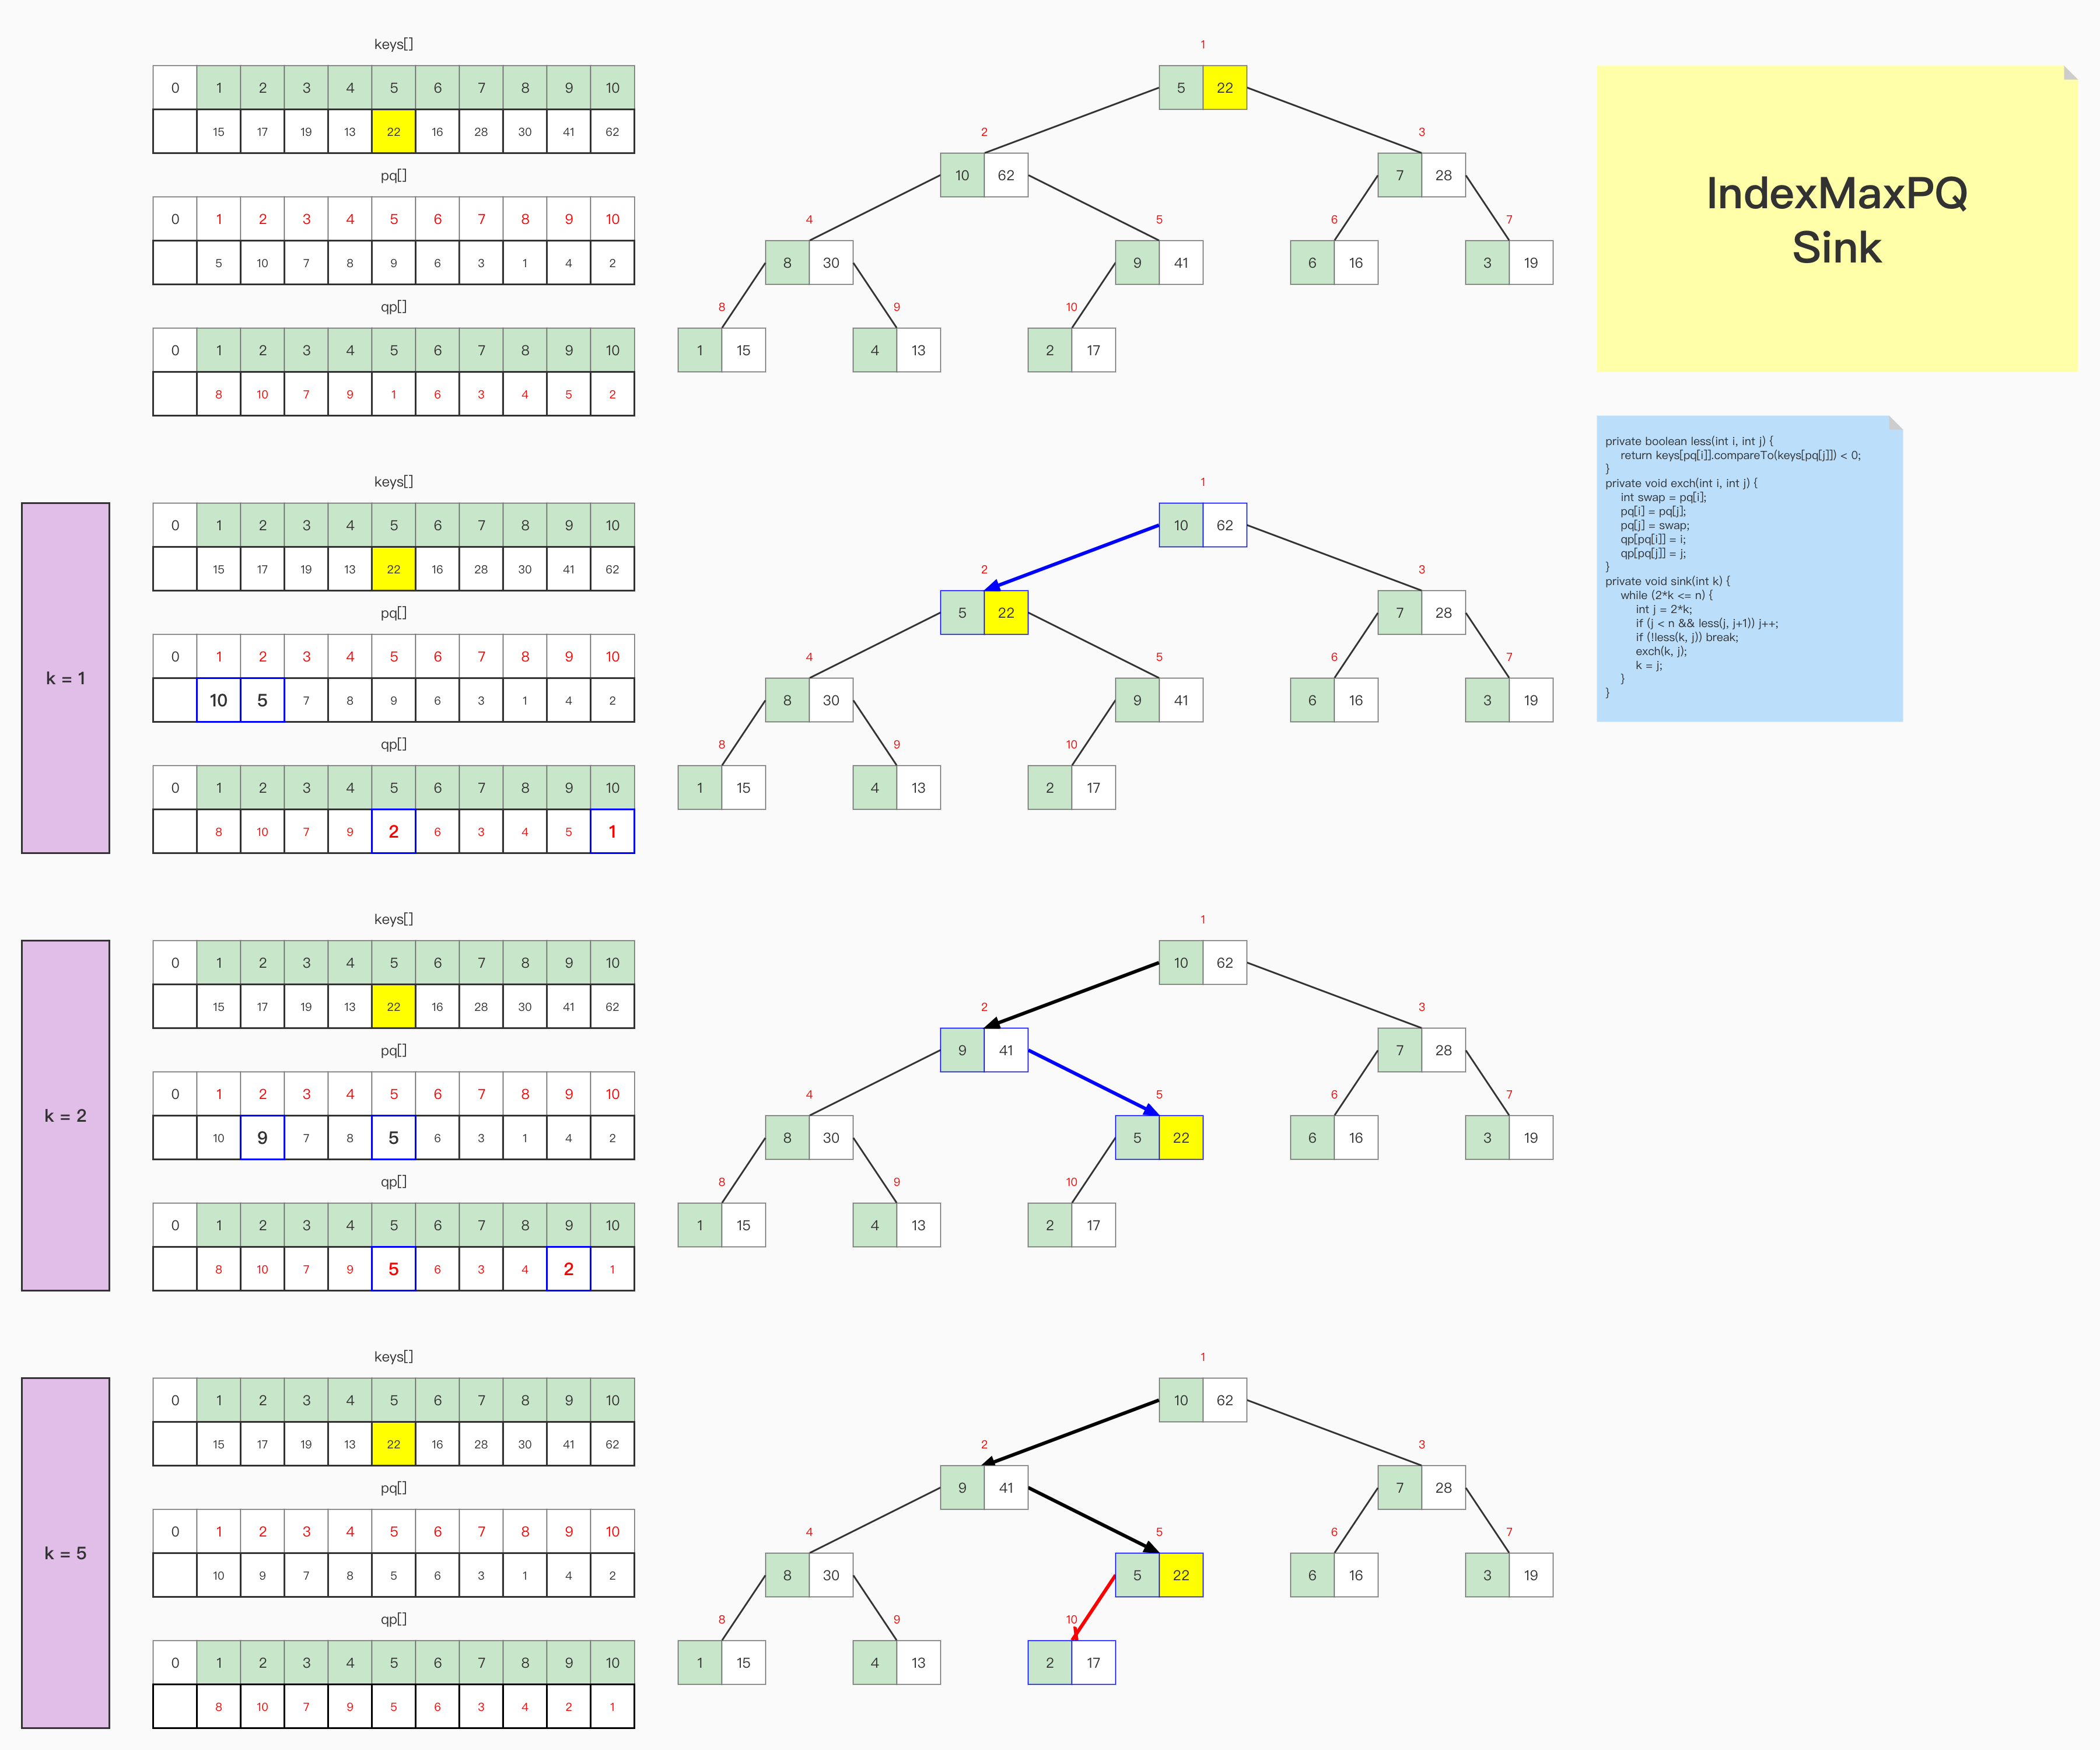 keys[]
0 1 2 3 4 5 6 7 8 9 10
15 17 19 13 22 16 28 30 41 62
pq[]
0 1 2 3 4 5 6 7 8 9 10
5 10 7 8 9 6 3 1 4 2
qp[]
0 1 2 3 4 5 6 7 8 9 10
8 10 7 9 1 6 3 4 5 2
1
5 22
2 3
10 62 7 28
4 5 6 7
8 30 9 41 6 16 3 19
8 9 10
1 15 4 13 2 17
IndexMaxPQ
Sink
private boolean less(int i, int j) {
return keys[pq[i]].compareTo(keys[pq[j]]) < 0;
}
private void exch(int i, int j) {
int swap = pq[i];
pq[i] = pq[j];
pq[j] = swap;
qp[pq[i]] = i;
qp[pq[j]] = j;
}
private void sink(int k) {
while (2*k <= n) {
int j = 2*k;
if (j < n && less(j, j+1)) j++;
if (!less(k, j)) break;
exch(k, j);
k = j;
}
}
k = 1
keys[]
0 1 2 3 4 5 6 7 8 9 10
15 17 19 13 22 16 28 30 41 62
pq[]
0 1 2 3 4 5 6 7 8 9 10
10 5 7 8 9 6 3 1 4 2
qp[]
0 1 2 3 4 5 6 7 8 9 10
8 10 7 9 2 6 3 4 5 1
1
10 62
2 3
5 22 7 28
4 5 6 7
8 30 9 41 6 16 3 19
8 9 10
1 15 4 13 2 17
k = 2
keys[]
0 1 2 3 4 5 6 7 8 9 10
15 17 19 13 22 16 28 30 41 62
pq[]
0 1 2 3 4 5 6 7 8 9 10
10 9 7 8 5 6 3 1 4 2
qp[]
0 1 2 3 4 5 6 7 8 9 10
8 10 7 9 5 6 3 4 2 1
1
10 62
2 3
9 41 7 28
4 5 6 7
8 30 5 22 6 16 3 19
8 9 10
1 15 4 13 2 17
k = 5
keys[]
0 1 2 3 4 5 6 7 8 9 10
15 17 19 13 22 16 28 30 41 62
pq[]
0 1 2 3 4 5 6 7 8 9 10
10 9 7 8 5 6 3 1 4 2
qp[]
0 1 2 3 4 5 6 7 8 9 10
8 10 7 9 5 6 3 4 2 1
1
10 62
2 3
9 41 7 28
4 5 6 7
8 30 5 22 6 16 3 19
8 9 10
1 15 4 13 2 17